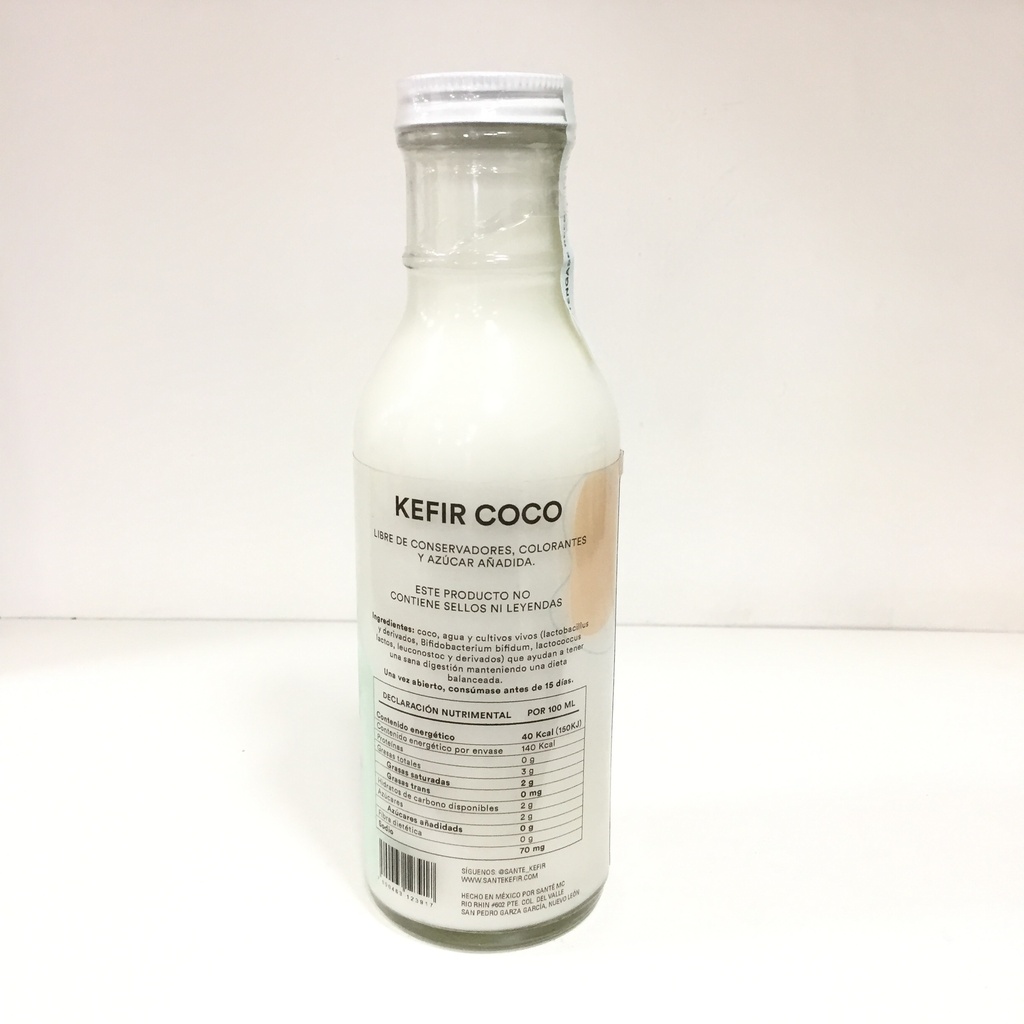 KEFIR COCO
LIBRE DE CONSERVADORES, COLORANTES
Y AZÚCAR AÑADIDA.
ESTE PRODUCTO NO
CONTIENE SELLOS NI LEYENDAS
Ingredientes: coco, agua y cultivos vivos (lactobacillus
y derivados, Bifidobacterium bifidum, lactococcus
lactos, leuconostoc y derivados) que ayudan a tener
una sana digestión manteniendo una dieta
balanceada.
Una vez abierto, consúmase antes de 15 días.
DECLARACIÓN NUTRIMENTAL POR 100 ML
Contenido energético 40 Kcal (150KJ)
Contenido energético por envase 140 Kcal
Proteínas 0 g
Grasas totales 3 g
Grasas saturadas 2 g
Grasas trans 0 mg
Hidratos de carbono disponibles 2 g
Azúcares 2 g
Azúcares añadidads 0 g
Fibra dietética 0 g
Sodio 70 mg
SÍGUENOS: @SANTE_KEFIR
WWW.SANTEKEFIR.COM
HECHO EN MÉXICO POR SANTÉ MC
RIO RHIN #602 PTE. COL. DEL VALLE
SAN PEDRO GARZA GARCÍA, NUEVO LEÓN